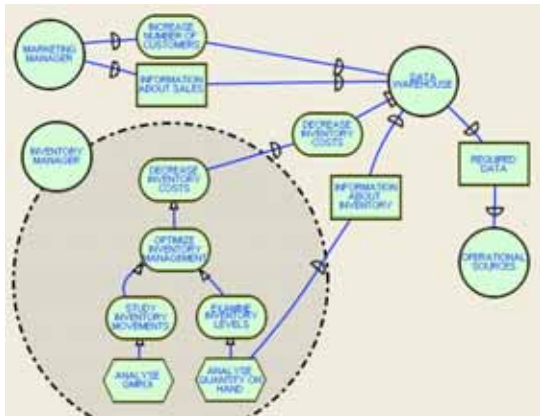 MARKETING
MANAGER
INCREASE
NUMBER OF
CUSTOMERS
INFORMATION
ABOUT SALES
DATA
WAREHOUSE
DECREASE
INVENTORY
COSTS
INVENTORY
MANAGER
DECREASE
INVENTORY
COSTS
INFORMATION
ABOUT
INVENTORY
REQUIRED
DATA
OPTIMIZE
INVENTORY
MANAGEMENT
OPERATIONAL
SOURCES
STUDY
INVENTORY
MOVEMENTS
EXAMINE
INVENTORY
LEVELS
ANALYSE
ANALYSE
QUANTITY ON
HAND